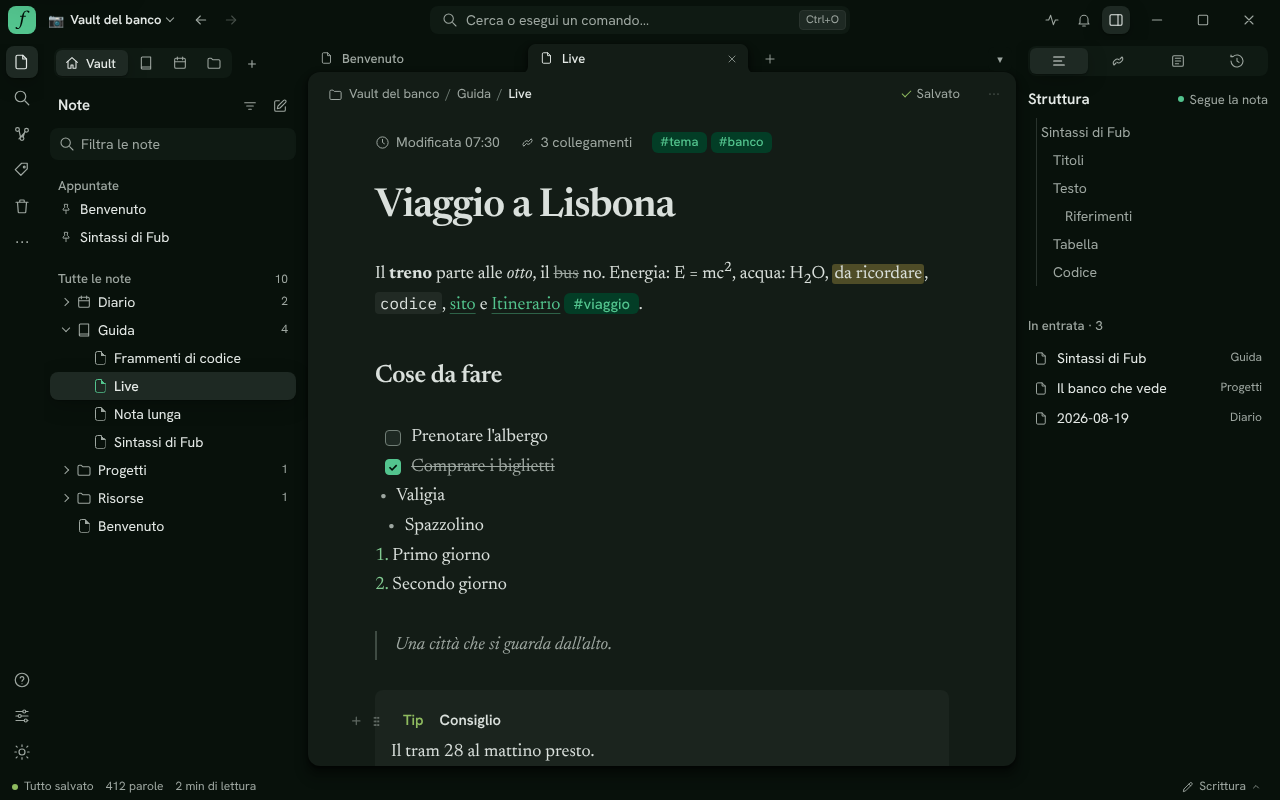 f Vault del banco
Cerca o esegui un comando...
Ctrl+O
Vault
Note
Filtra le note
Appuntate
Benvenuto
Sintassi di Fub
Tutte le note 10
Diario 2
Guida 4
Frammenti di codice
Live
Nota lunga
Sintassi di Fub
Progetti 1
Risorse 1
Benvenuto
Benvenuto
Live
Vault del banco / Guida / Live
Salvato
Modificata 07:30 3 collegamenti #tema #banco
Viaggio a Lisbona
Il treno parte alle otto, il bus no. Energia: E = mc², acqua: H₂O, da ricordare,
codice, sito e Itinerario #viaggio.
Cose da fare
Prenotare l'albergo
Comprare i biglietti
• Valigia
• Spazzolino
1. Primo giorno
2. Secondo giorno
Una città che si guarda dall'alto.
Tip Consiglio
Il tram 28 al mattino presto.
Struttura Segue la nota
Sintassi di Fub
Titoli
Testo
Riferimenti
Tabella
Codice
In entrata · 3
Sintassi di Fub Guida
Il banco che vede Progetti
2026-08-19 Diario
Tutto salvato 412 parole 2 min di lettura
Scrittura